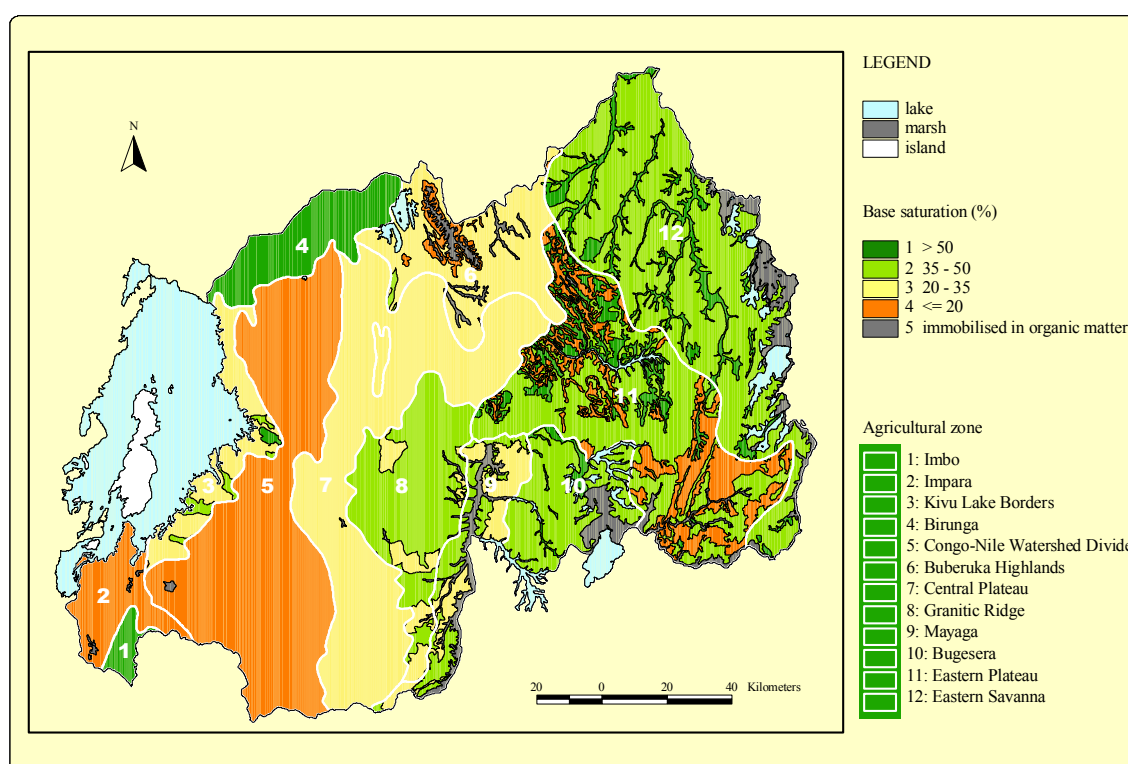 LEGEND
lake
marsh
island
Base saturation (%)
1 > 50
2 35 - 50
3 20 - 35
4 <= 20
5 immobilised in organic matter
Agricultural zone
1: Imbo
2: Impara
3: Kivu Lake Borders
4: Birunga
5: Congo-Nile Watershed Divide
6: Buberuka Highlands
7: Central Plateau
8: Granitic Ridge
9: Mayaga
10: Bugesera
11: Eastern Plateau
12: Eastern Savanna
N
12
4
6
11
3
5
7
8
9
10
2
1
20 0 20 40 Kilometers